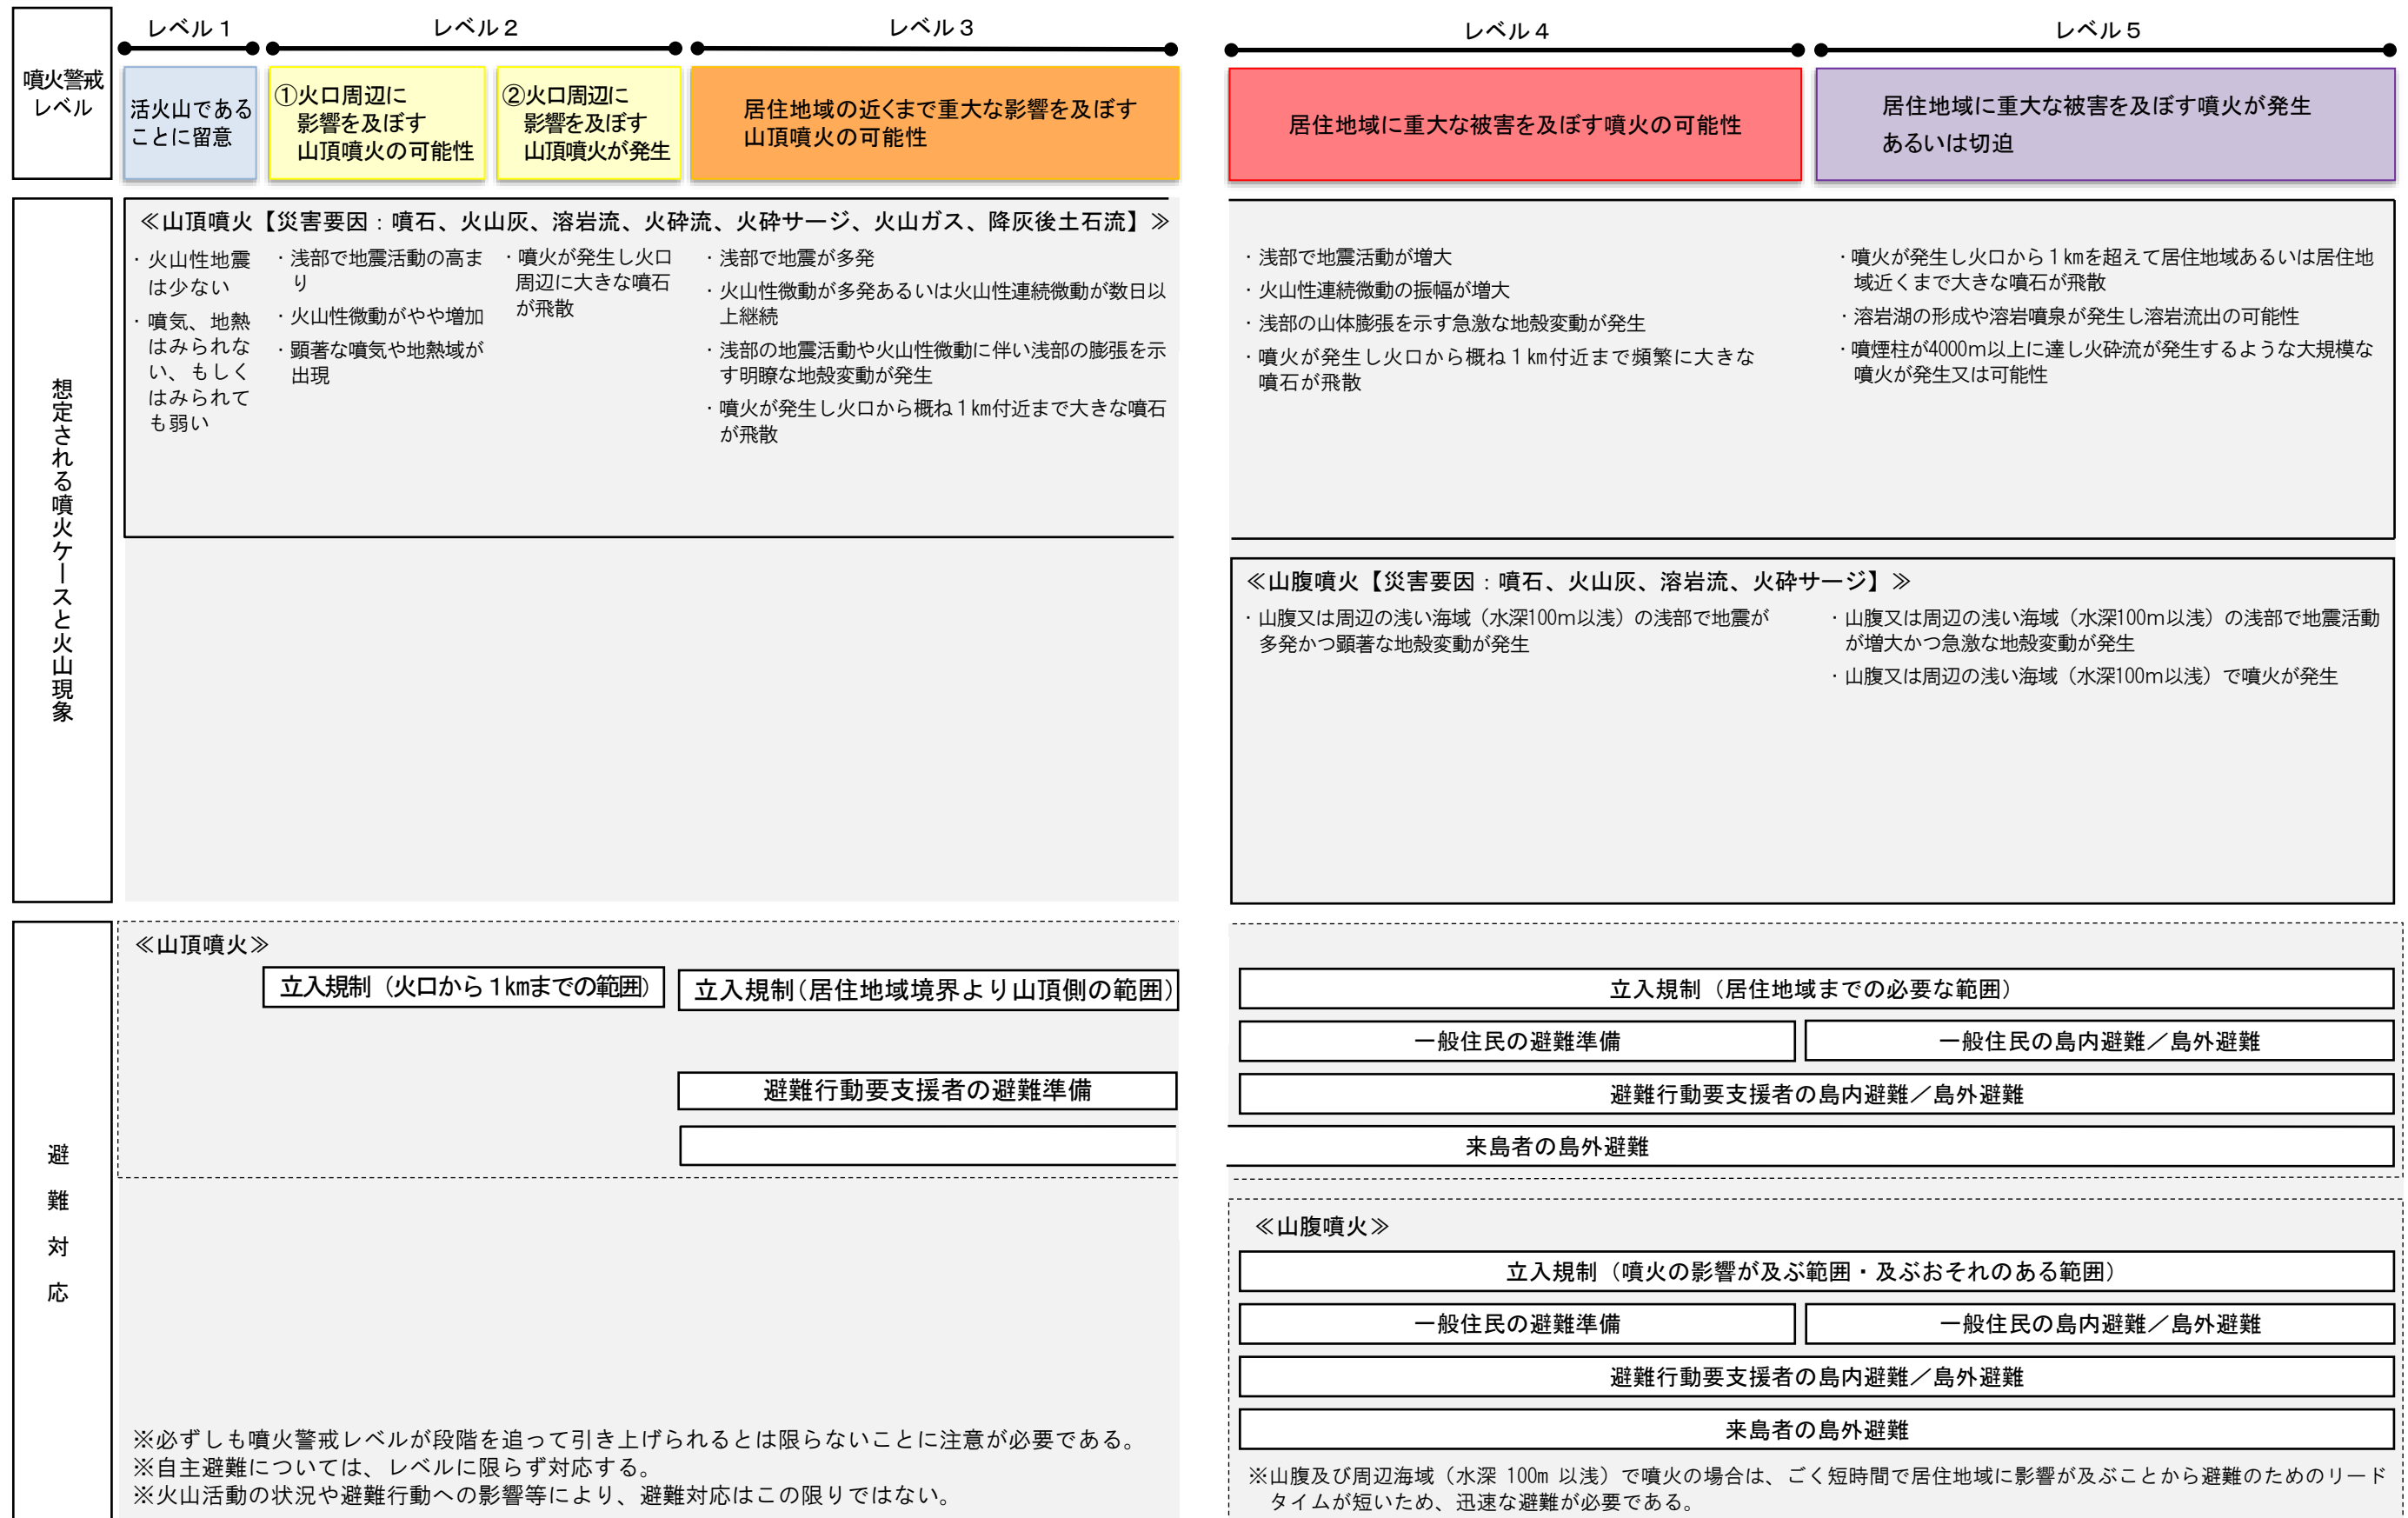 噴火警戒
レベル
レベル１
レベル２
レベル３
レベル４
レベル５
活火山である
ことに留意
①火口周辺に
影響を及ぼす
山頂噴火の可能性
②火口周辺に
影響を及ぼす
山頂噴火が発生
居住地域の近くまで重大な影響を及ぼす
山頂噴火の可能性
居住地域に重大な被害を及ぼす噴火の可能性
居住地域に重大な被害を及ぼす噴火が発生
あるいは切迫
想定される噴火ケースと火山現象
≪山頂噴火【災害要因：噴石、火山灰、溶岩流、火砕流、火砕サージ、火山ガス、降灰後土石流】≫
・火山性地震
は少ない
・噴気、地熱
はみられな
い、もしく
はみられて
も弱い
・浅部で地震活動の高ま
り
・火山性微動がやや増加
・顕著な噴気や地熱域が
出現
・噴火が発生し火口
周辺に大きな噴石
が飛散
・浅部で地震が多発
・火山性微動が多発あるいは火山性連続微動が数日以
上継続
・浅部の地震活動や火山性微動に伴い浅部の膨張を示
す明瞭な地殻変動が発生
・噴火が発生し火口から概ね１km付近まで大きな噴石
が飛散
・浅部で地震活動が増大
・火山性連続微動の振幅が増大
・浅部の山体膨張を示す急激な地殻変動が発生
・噴火が発生し火口から概ね１km付近まで頻繁に大きな
噴石が飛散
・噴火が発生し火口から１kmを超えて居住地域あるいは居住地
域近くまで大きな噴石が飛散
・溶岩湖の形成や溶岩噴泉が発生し溶岩流出の可能性
・噴煙柱が4000ｍ以上に達し火砕流が発生するような大規模な
噴火が発生又は可能性
≪山腹噴火【災害要因：噴石、火山灰、溶岩流、火砕サージ】≫
・山腹又は周辺の浅い海域（水深100ｍ以浅）の浅部で地震が
多発かつ顕著な地殻変動が発生
・山腹又は周辺の浅い海域（水深100ｍ以浅）の浅部で地震活動
が増大かつ急激な地殻変動が発生
・山腹又は周辺の浅い海域（水深100ｍ以浅）で噴火が発生
避難対応
≪山頂噴火≫
立入規制（火口から１kmまでの範囲）
立入規制（居住地域境界より山頂側の範囲）
避難行動要支援者の避難準備
立入規制（居住地域までの必要な範囲）
一般住民の避難準備
一般住民の島内避難／島外避難
避難行動要支援者の島内避難／島外避難
来島者の島外避難
≪山腹噴火≫
立入規制（噴火の影響が及ぶ範囲・及ぶおそれのある範囲）
一般住民の避難準備
一般住民の島内避難／島外避難
避難行動要支援者の島内避難／島外避難
来島者の島外避難
※必ずしも噴火警戒レベルが段階を追って引き上げられるとは限らないことに注意が必要である。
※自主避難については、レベルに限らず対応する。
※火山活動の状況や避難行動への影響等により、避難対応はこの限りではない。
※山腹及び周辺海域（水深 100m 以浅）で噴火の場合は、ごく短時間で居住地域に影響が及ぶことから避難のためのリード
タイムが短いため、迅速な避難が必要である。